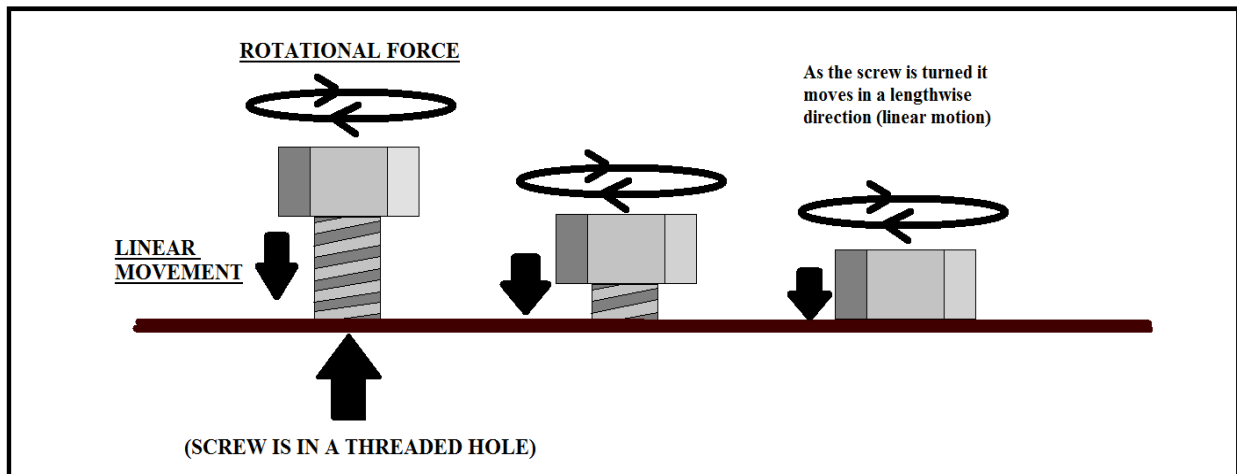 ROTATIONAL FORCE
As the screw is turned it
moves in a lengthwise
direction (linear motion)
LINEAR
MOVEMENT
(SCREW IS IN A THREADED HOLE)